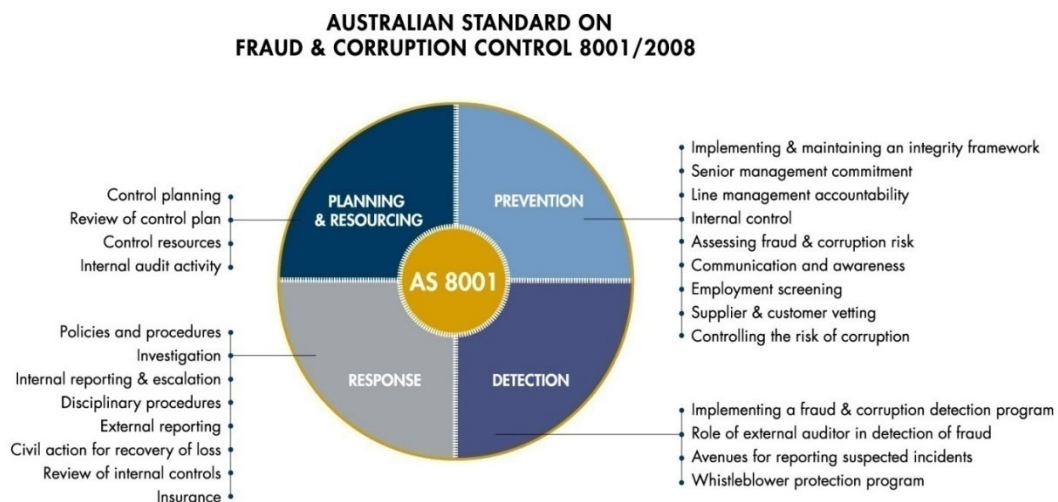 AUSTRALIAN STANDARD ON
FRAUD & CORRUPTION CONTROL 8001/2008
PLANNING
& RESOURCING
Control planning
Review of control plan
Control resources
Internal audit activity
PREVENTION
Implementing & maintaining an integrity framework
Senior management commitment
Line management accountability
Internal control
Assessing fraud & corruption risk
Communication and awareness
Employment screening
Supplier & customer vetting
Controlling the risk of corruption
AS 8001
RESPONSE
Policies and procedures
Investigation
Internal reporting & escalation
Disciplinary procedures
External reporting
Civil action for recovery of loss
Review of internal controls
Insurance
DETECTION
Implementing a fraud & corruption detection program
Role of external auditor in detection of fraud
Avenues for reporting suspected incidents
Whistleblower protection program